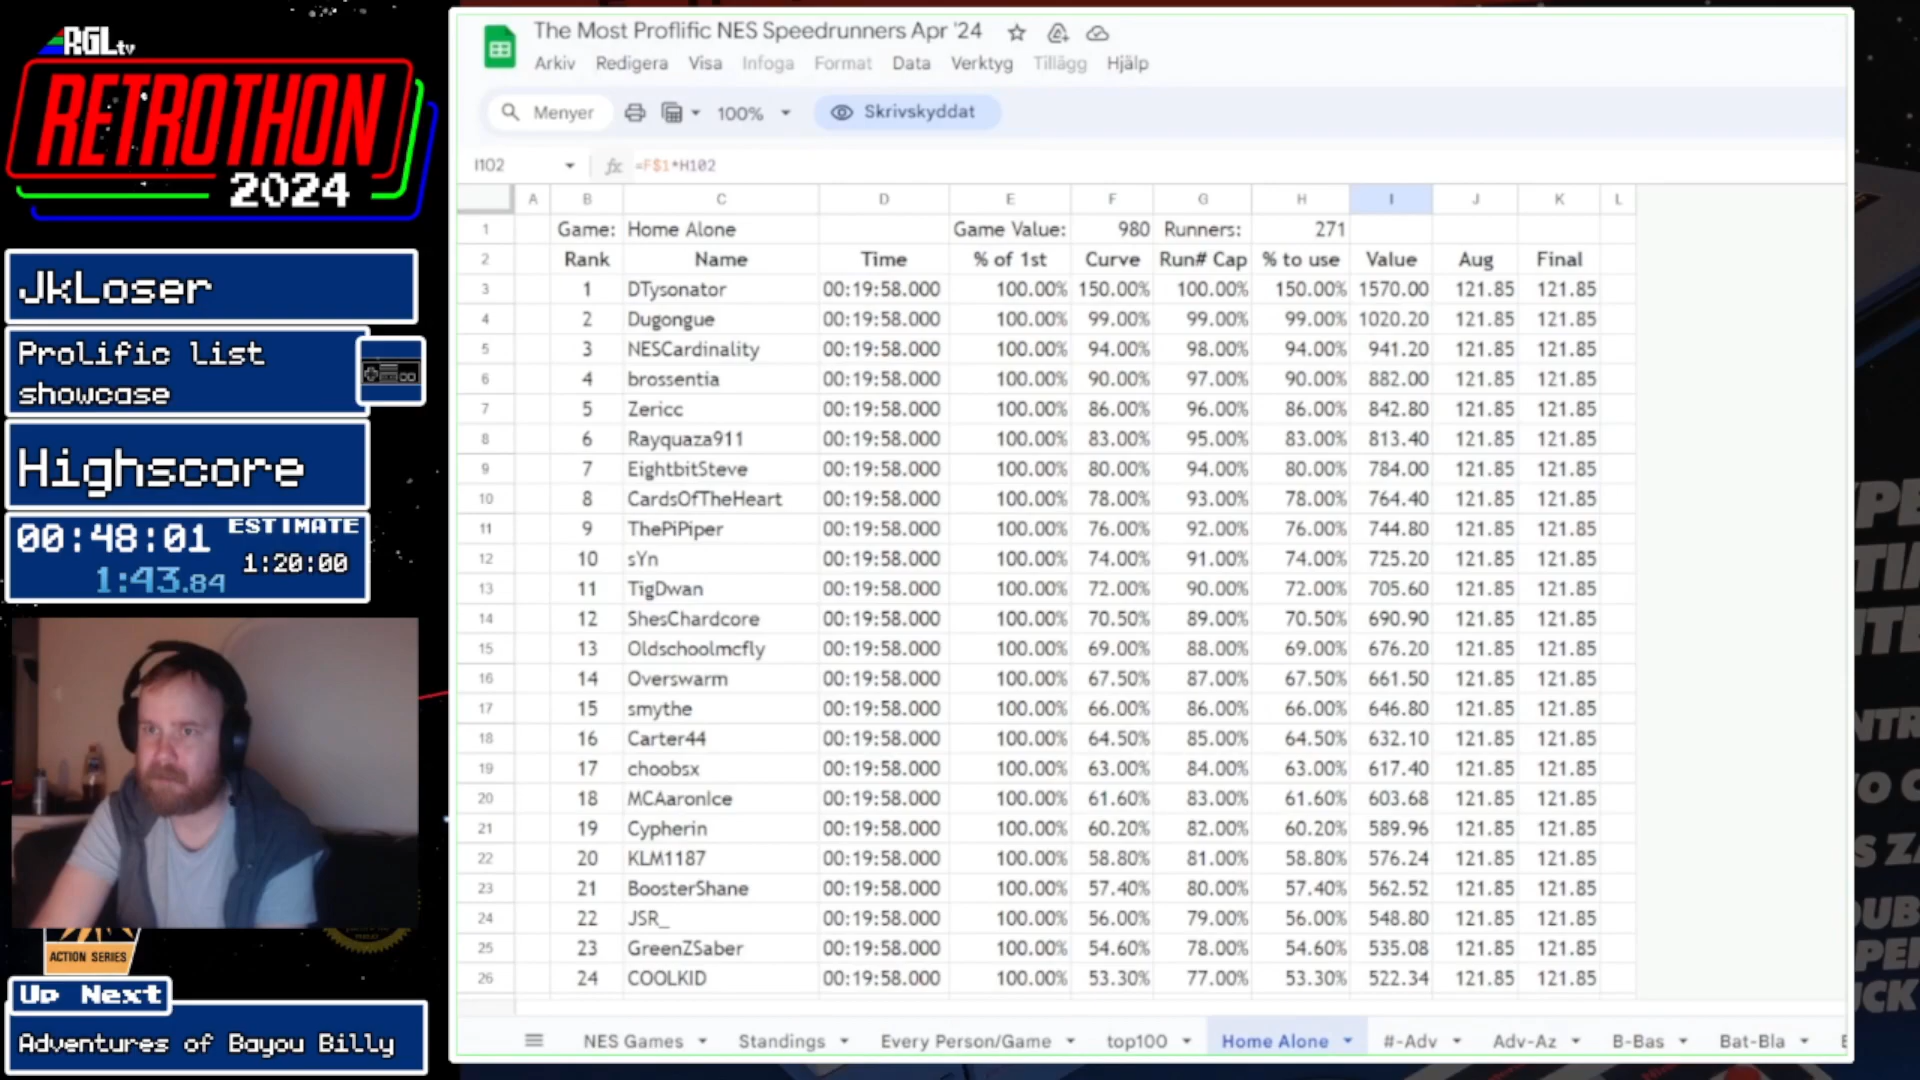 RGLtv
RETROTHON
2024
JkLoser
Prolific list
showcase
Highscore
00:48:01
1:43.84
ESTIMATE
1:20:00
ACTION SERIES
Up Next
Adventures of Bayou Billy
The Most Proflific NES Speedrunners Apr '24
Arkiv Redigera Visa Infoga Format Data Verktyg Tillägg Hjälp
Menyer 100% Skrivskyddat
I102 fx =F$1*H102
A B C D E F G H I J K L
1 Game: Home Alone Game Value: 980 Runners: 271
2 Rank Name Time % of 1st Curve Run# Cap % to use Value Aug Final
3 1 DTysonator 00:19:58.000 100.00% 150.00% 100.00% 150.00% 1570.00 121.85 121.85
4 2 Dugongue 00:19:58.000 100.00% 99.00% 99.00% 99.00% 1020.20 121.85 121.85
5 3 NESCardinality 00:19:58.000 100.00% 94.00% 98.00% 94.00% 941.20 121.85 121.85
6 4 brossentia 00:19:58.000 100.00% 90.00% 97.00% 90.00% 882.00 121.85 121.85
7 5 Zericc 00:19:58.000 100.00% 86.00% 96.00% 86.00% 842.80 121.85 121.85
8 6 Rayquaza911 00:19:58.000 100.00% 83.00% 95.00% 83.00% 813.40 121.85 121.85
9 7 EightbitSteve 00:19:58.000 100.00% 80.00% 94.00% 80.00% 784.00 121.85 121.85
10 8 CardsOfTheHeart 00:19:58.000 100.00% 78.00% 93.00% 78.00% 764.40 121.85 121.85
11 9 ThePiPiper 00:19:58.000 100.00% 76.00% 92.00% 76.00% 744.80 121.85 121.85
12 10 sYn 00:19:58.000 100.00% 74.00% 91.00% 74.00% 725.20 121.85 121.85
13 11 TigDwan 00:19:58.000 100.00% 72.00% 90.00% 72.00% 705.60 121.85 121.85
14 12 ShesChardcore 00:19:58.000 100.00% 70.50% 89.00% 70.50% 690.90 121.85 121.85
15 13 Oldschoolmcfly 00:19:58.000 100.00% 69.00% 88.00% 69.00% 676.20 121.85 121.85
16 14 Overswarm 00:19:58.000 100.00% 67.50% 87.00% 67.50% 661.50 121.85 121.85
17 15 smythe 00:19:58.000 100.00% 66.00% 86.00% 66.00% 646.80 121.85 121.85
18 16 Carter44 00:19:58.000 100.00% 64.50% 85.00% 64.50% 632.10 121.85 121.85
19 17 choobsx 00:19:58.000 100.00% 63.00% 84.00% 63.00% 617.40 121.85 121.85
20 18 MCAaronIce 00:19:58.000 100.00% 61.60% 83.00% 61.60% 603.68 121.85 121.85
21 19 Cypherin 00:19:58.000 100.00% 60.20% 82.00% 60.20% 589.96 121.85 121.85
22 20 KLM1187 00:19:58.000 100.00% 58.80% 81.00% 58.80% 576.24 121.85 121.85
23 21 BoosterShane 00:19:58.000 100.00% 57.40% 80.00% 57.40% 562.52 121.85 121.85
24 22 JSR_ 00:19:58.000 100.00% 56.00% 79.00% 56.00% 548.80 121.85 121.85
25 23 GreenZSaber 00:19:58.000 100.00% 54.60% 78.00% 54.60% 535.08 121.85 121.85
26 24 COOLKID 00:19:58.000 100.00% 53.30% 77.00% 53.30% 522.34 121.85 121.85
NES Games Standings Every Person/Game top100 Home Alone #-Adv Adv-Az B-Bas Bat-Bla